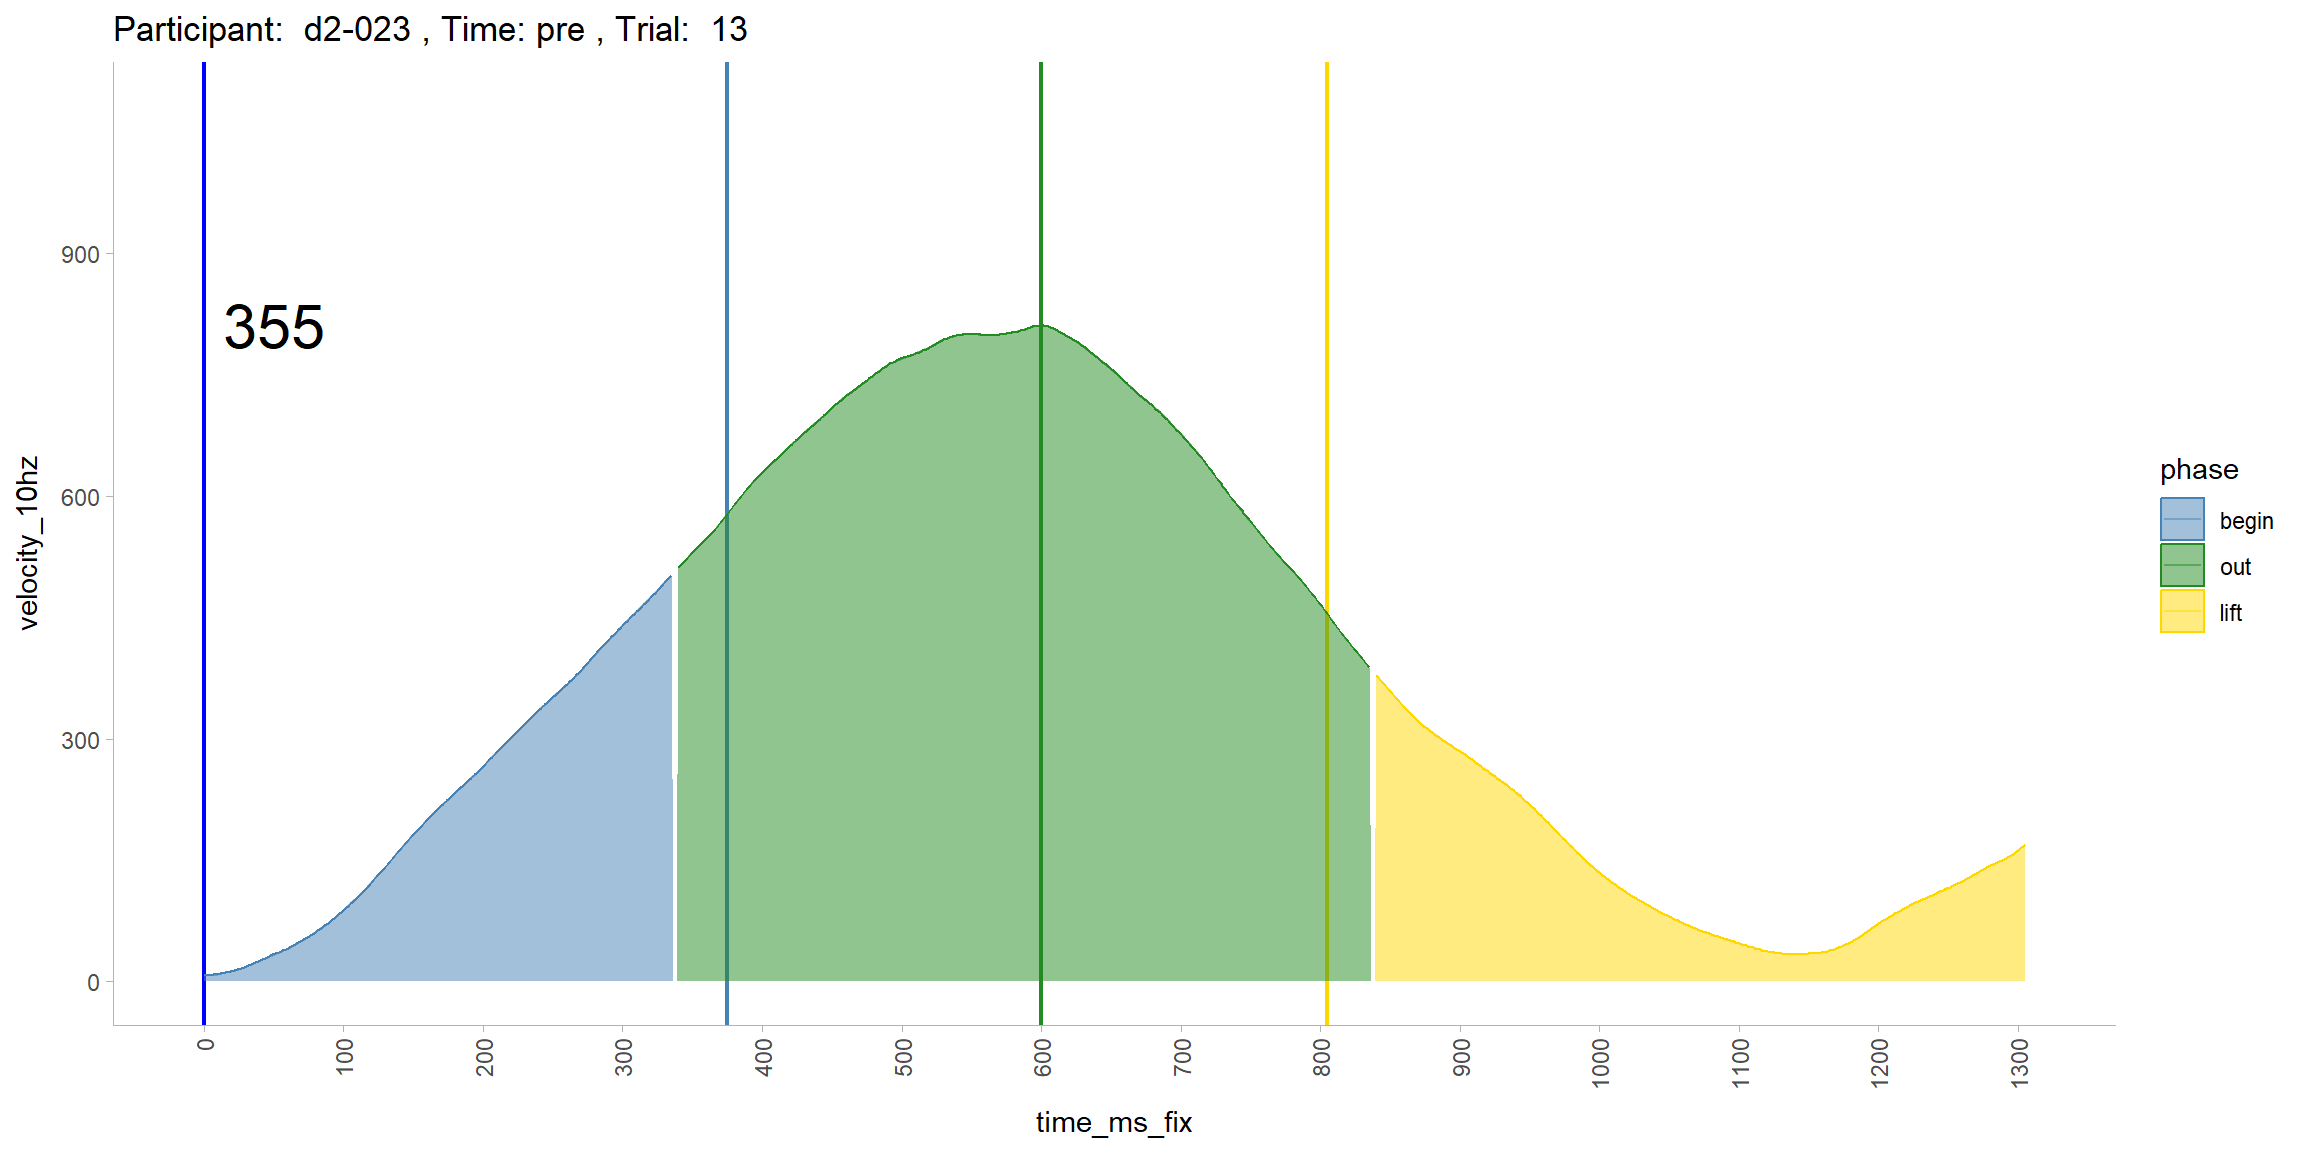 Participant:  d2-023 , Time: pre , Trial:  13
velocity_10hz
900
600
300
0
355
0
100
200
300
400
500
600
700
800
900
1000
1100
1200
1300
time_ms_fix
phase
begin
out
lift